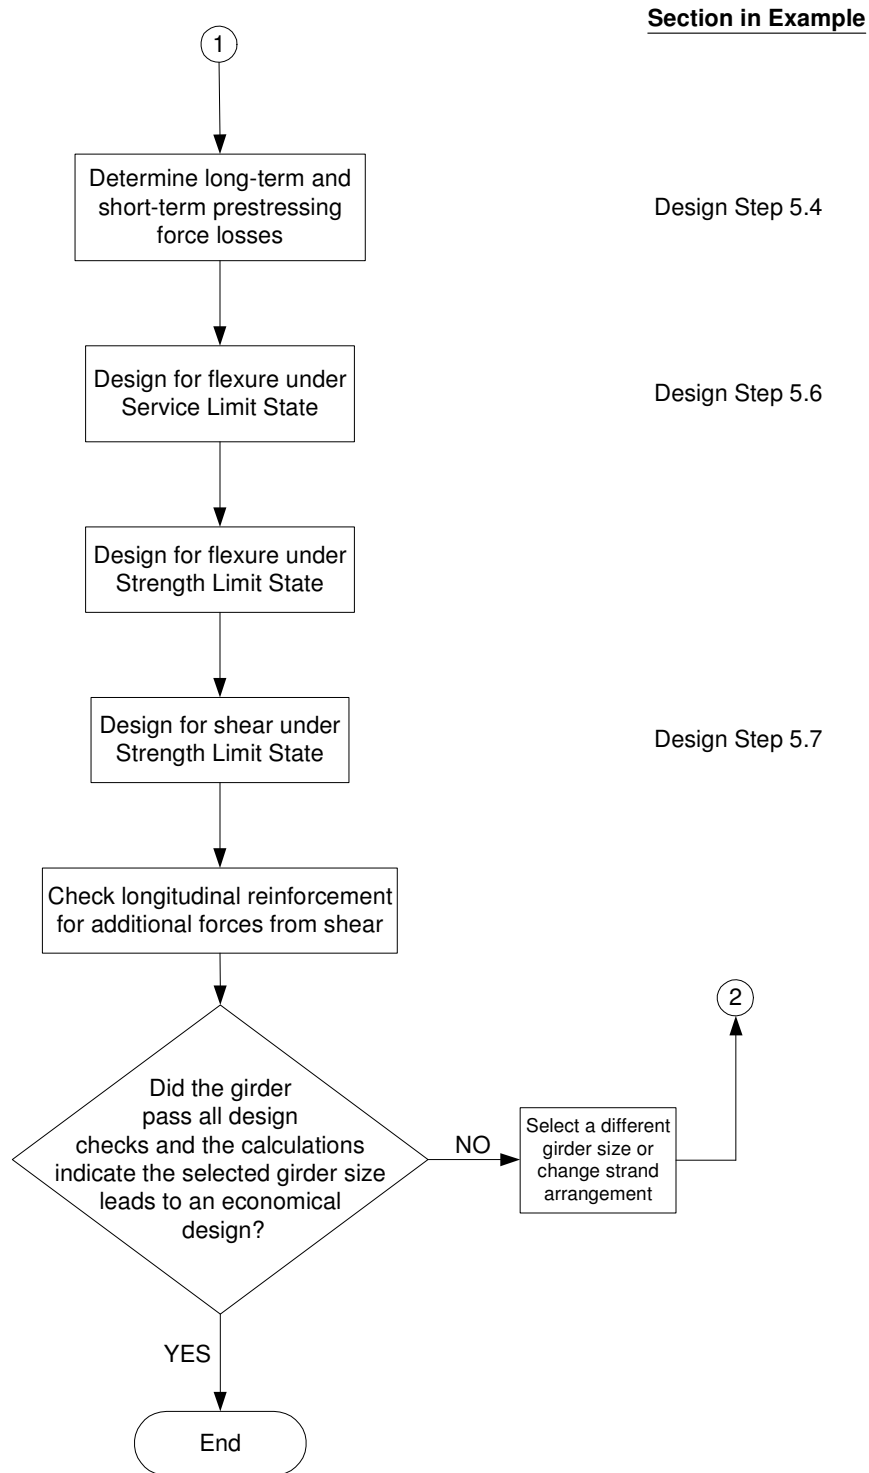 Section in Example
1
Determine long-term and
short-term prestressing
force losses
Design Step 5.4
Design for flexure under
Service Limit State
Design Step 5.6
Design for flexure under
Strength Limit State
Design for shear under
Strength Limit State
Design Step 5.7
Check longitudinal reinforcement
for additional forces from shear
2
Did the girder
pass all design
checks and the calculations
indicate the selected girder size
leads to an economical
design?
NO
Select a different
girder size or
change strand
arrangement
YES
End